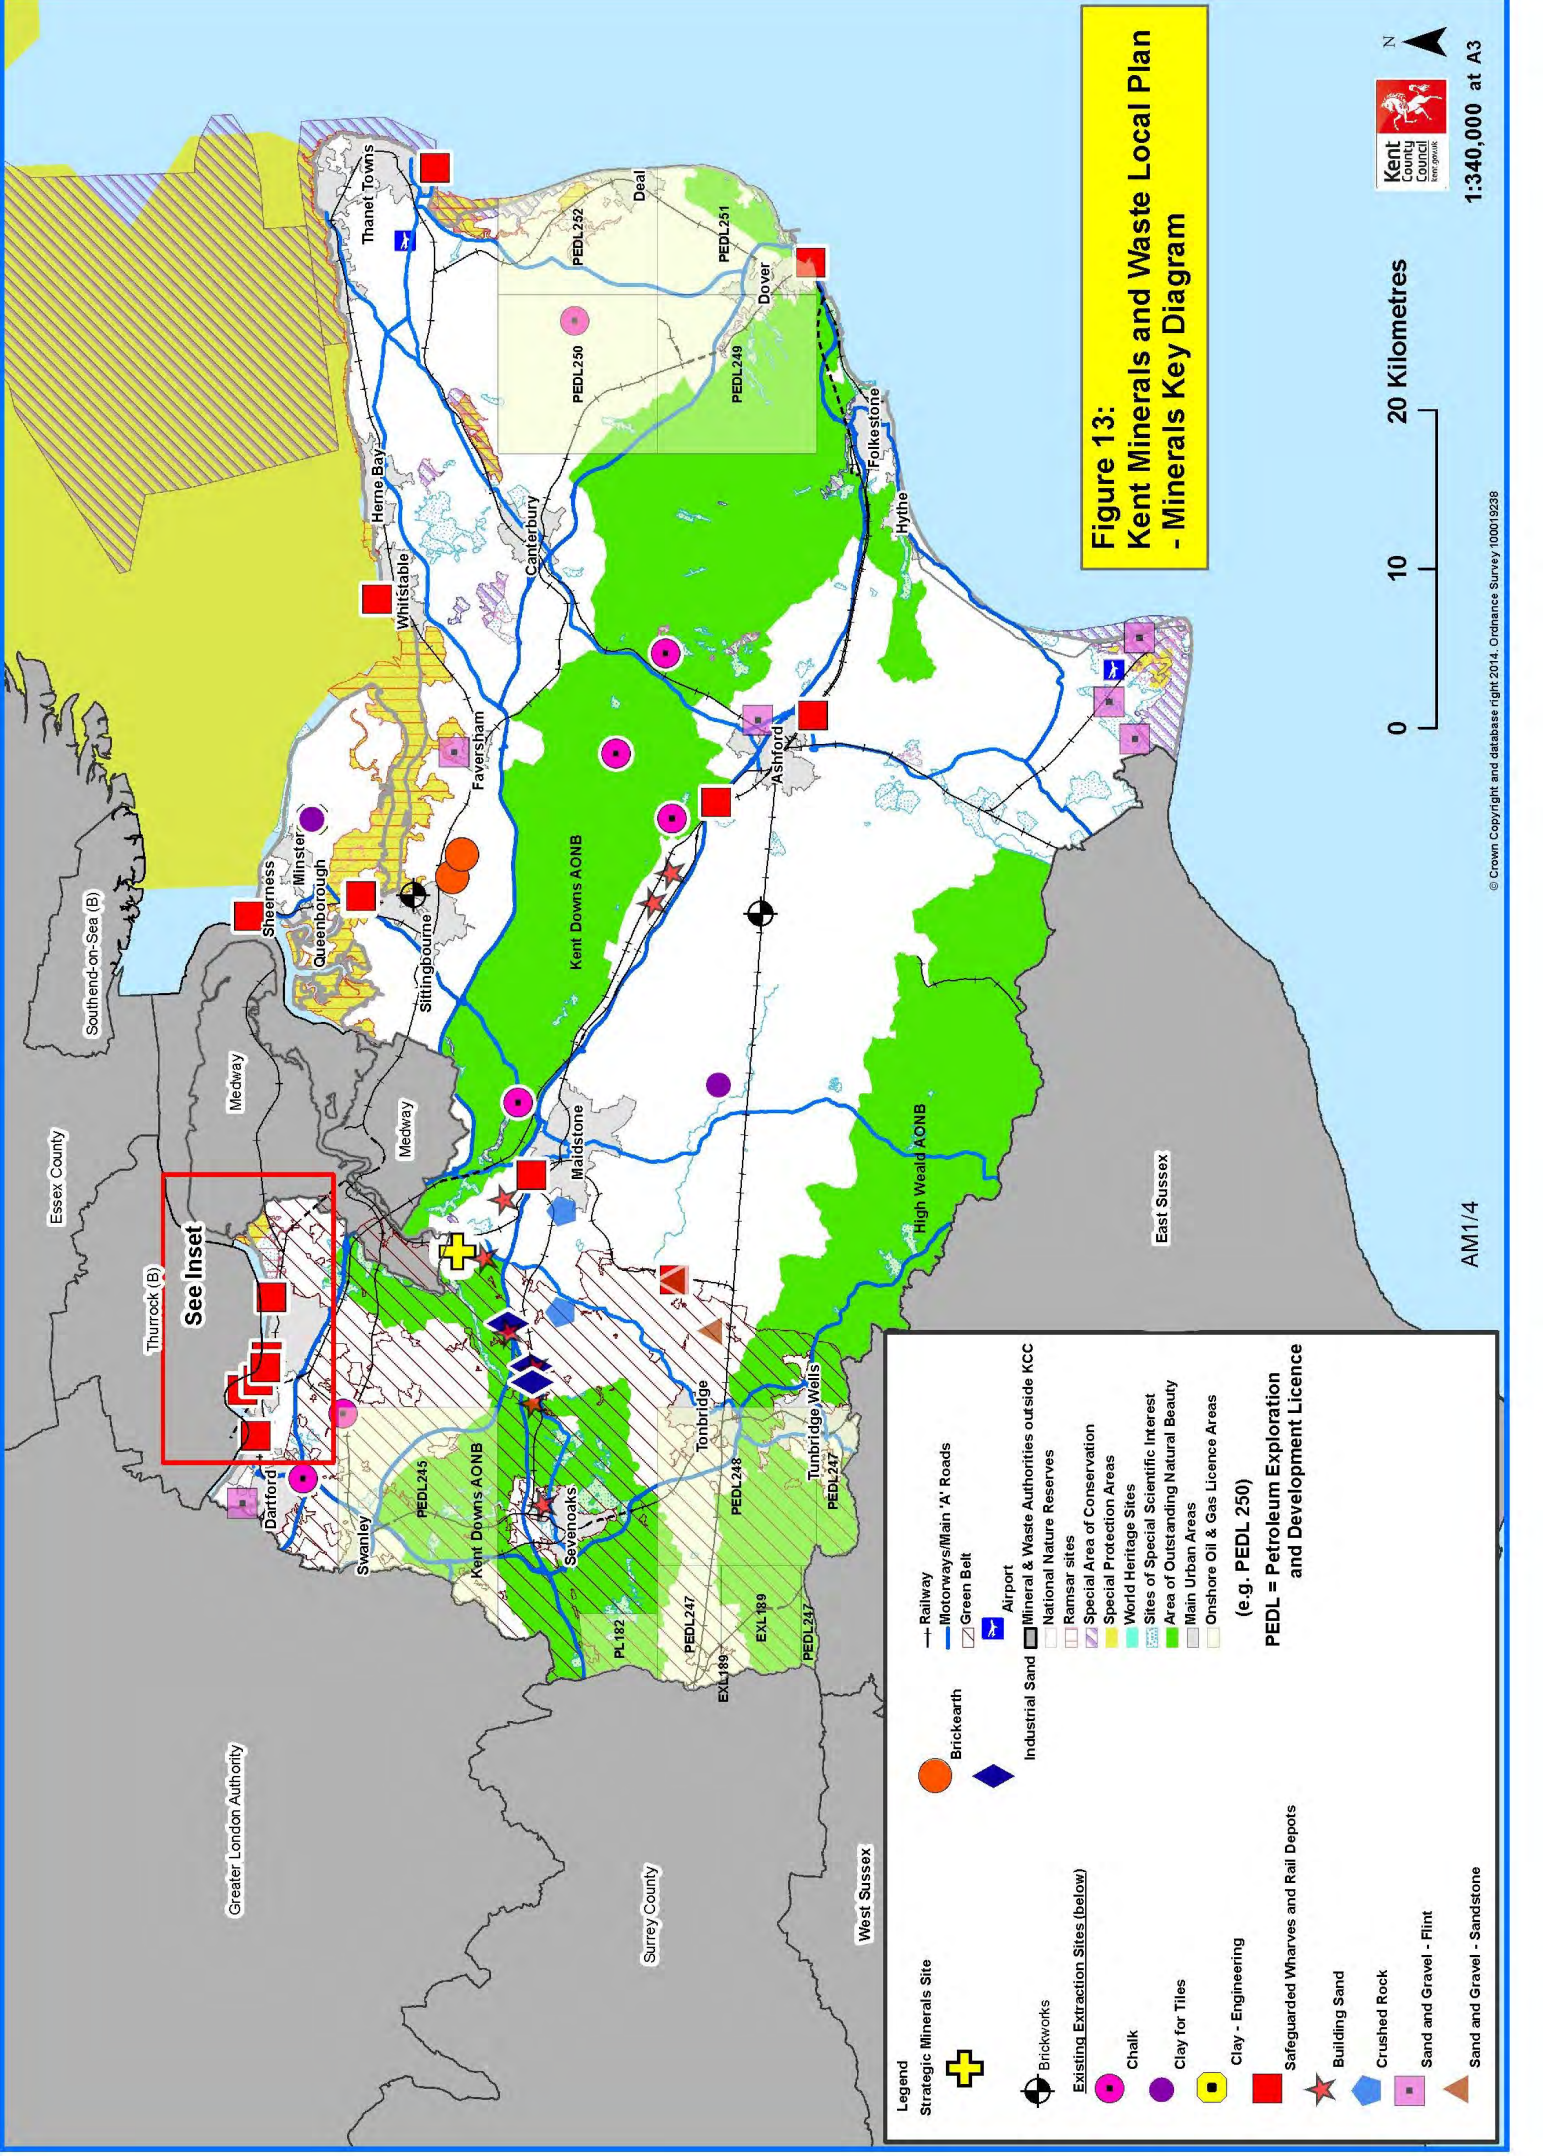 Figure 13:
Kent Minerals and Waste Local Plan
- Minerals Key Diagram
N
Kent
County
Council
kent.gov.uk
1:340,000 at A3
0
10
20 Kilometres
© Crown Copyright and database right 2014. Ordnance Survey 100019238
AM1/4
Essex County
Southend-on-Sea (B)
Thurrock (B)
See Inset
Medway
Medway
Greater London Authority
Surrey County
West Sussex
East Sussex
Sheerness
Minster
Queenborough
Sittingbourne
Faversham
Whitstable
Herne Bay
Thanet Towns
Canterbury
Deal
Dover
Folkestone
Hythe
Ashford
Maidstone
Dartford
Swanley
Sevenoaks
Tonbridge
Tunbridge Wells
Kent Downs AONB
Kent Downs AONB
High Weald AONB
PEDL252
PEDL251
PEDL250
PEDL249
PEDL245
PEDL248
PEDL247
PEDL247
PEDL247
PL182
EXL189
EXL189
Legend
Strategic Minerals Site
Brickworks
Existing Extraction Sites (below)
Chalk
Clay for Tiles
Clay - Engineering
Safeguarded Wharves and Rail Depots
Building Sand
Crushed Rock
Sand and Gravel - Flint
Sand and Gravel - Sandstone
Brickearth
Industrial Sand
Railway
Motorways/Main 'A' Roads
Green Belt
Airport
Mineral & Waste Authorities outside KCC
National Nature Reserves
Ramsar sites
Special Area of Conservation
Special Protection Areas
World Heritage Sites
Sites of Special Scientific Interest
Area of Outstanding Natural Beauty
Main Urban Areas
Onshore Oil & Gas Licence Areas
(e.g. PEDL 250)
PEDL = Petroleum Exploration
and Development Licence